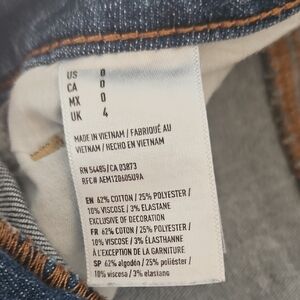 US 0
CA 0
MX 0
UK 4
MADE IN VIETNAM / FABRIQUÉ AU
VIETNAM / HECHO EN VIETNAM
RN 54485/CA 03873
RFC# AEM120605U9A
EN 62% COTTON / 25% POLYESTER /
10% VISCOSE / 3% ELASTANE
EXCLUSIVE OF DECORATION
FR 62% COTON / 25% POLYESTER /
10% VISCOSE / 3% ÉLASTHANNE
À L'EXCEPTION DE LA GARNITURE
SP 62% algodón / 25% poliéster /
10% viscosa / 3% elastano